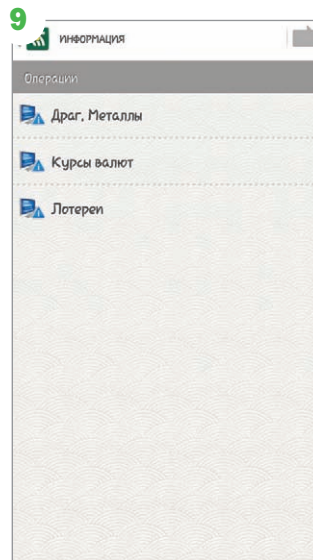 9
ИНФОРМАЦИЯ
Операции
Драг, Металлы
Курсы валют
Лотереи